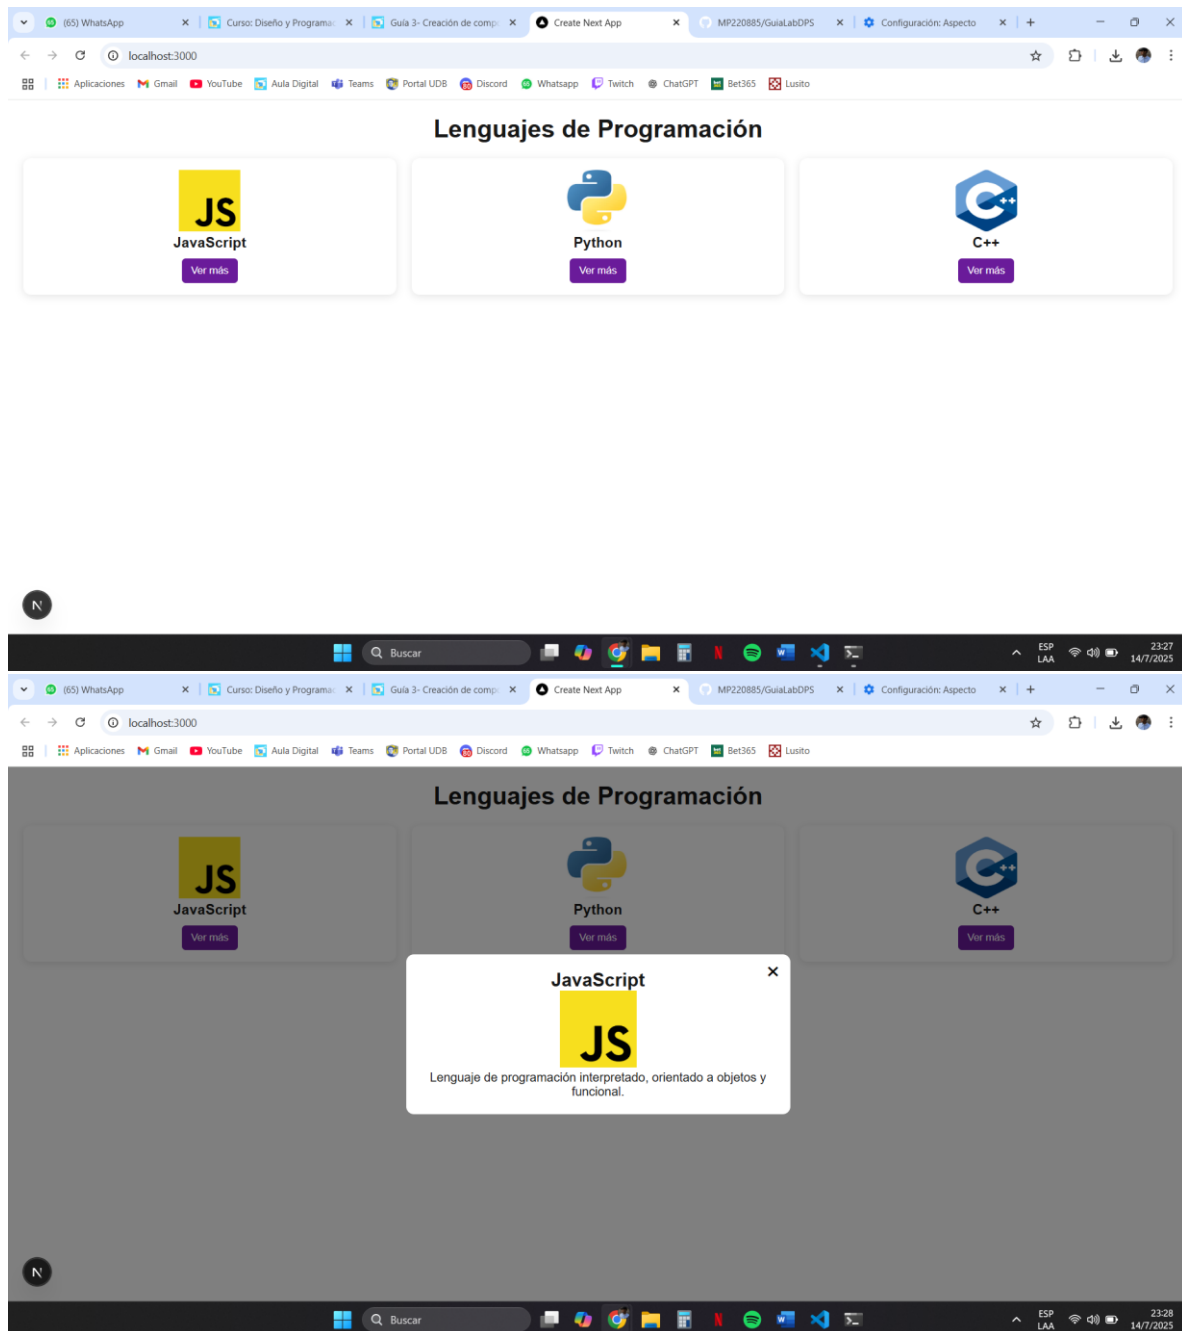 (65) WhatsApp
Curso: Diseño y Programa
Guía 3- Creación de comp
Create Next App
MP220885/GuiaLabDPS
Configuración: Aspecto
localhost:3000
Aplicaciones Gmail YouTube Aula Digital Teams Portal UDB Discord Whatsapp Twitch ChatGPT Bet365 Lusito
Lenguajes de Programación
JS
C++
JavaScript Python C++
Ver más Ver más Ver más
N
Buscar
ESP
LAA
23:27
14/7/2025
(65) WhatsApp
Curso: Diseño y Programa
Guía 3- Creación de comp
Create Next App
MP220885/GuiaLabDPS
Configuración: Aspecto
localhost:3000
Aplicaciones Gmail YouTube Aula Digital Teams Portal UDB Discord Whatsapp Twitch ChatGPT Bet365 Lusito
Lenguajes de Programación
JS
C++
JavaScript Python C++
Ver más Ver más Ver más
JavaScript
JS
Lenguaje de programación interpretado, orientado a objetos y
funcional.
N
Buscar
ESP
LAA
23:28
14/7/2025